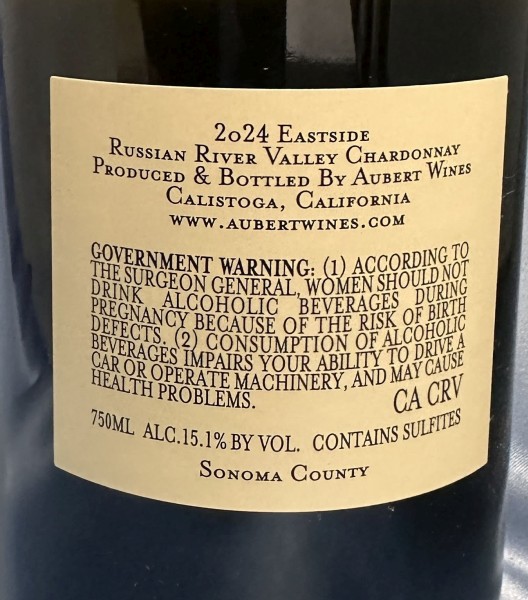 2024 Eastside
Russian River Valley Chardonnay
Produced & Bottled By Aubert Wines
Calistoga, California
www.aubertwines.com
GOVERNMENT WARNING: (1) ACCORDING TO
THE SURGEON GENERAL, WOMEN SHOULD NOT
DRINK ALCOHOLIC BEVERAGES DURING
PREGNANCY BECAUSE OF THE RISK OF BIRTH
DEFECTS. (2) CONSUMPTION OF ALCOHOLIC
BEVERAGES IMPAIRS YOUR ABILITY TO DRIVE A
CAR OR OPERATE MACHINERY, AND MAY CAUSE
HEALTH PROBLEMS.
CA CRV
750ML ALC.15.1% BY VOL. CONTAINS SULFITES
Sonoma County